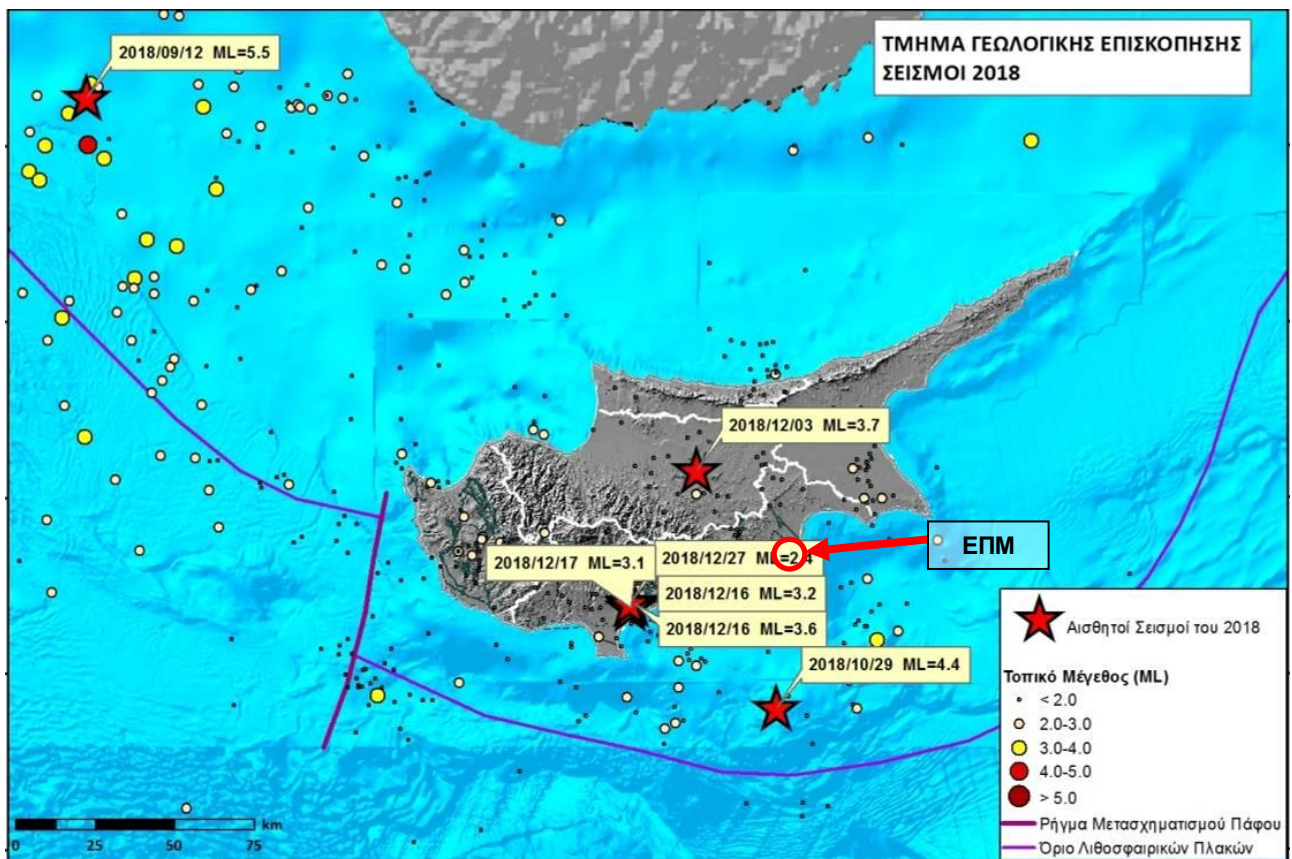 2018/09/12 ML=5.5
ΤΜΗΜΑ ΓΕΩΛΟΓΙΚΗΣ ΕΠΙΣΚΟΠΗΣΗΣ
ΣΕΙΣΜΟΙ 2018
2018/12/03 ML=3.7
2018/12/17 ML=3.1
2018/12/27 ML=2.4
ΕΠΜ
2018/12/16 ML=3.2
2018/12/16 ML=3.6
2018/10/29 ML=4.4
Αισθητοί Σεισμοί του 2018
Τοπικό Μέγεθος (ML)
< 2.0
2.0-3.0
3.0-4.0
4.0-5.0
> 5.0
Ρήγμα Μετασχηματισμού Πάφου
Όριο Λιθοσφαιρικών Πλακών
km
0 25 50 75